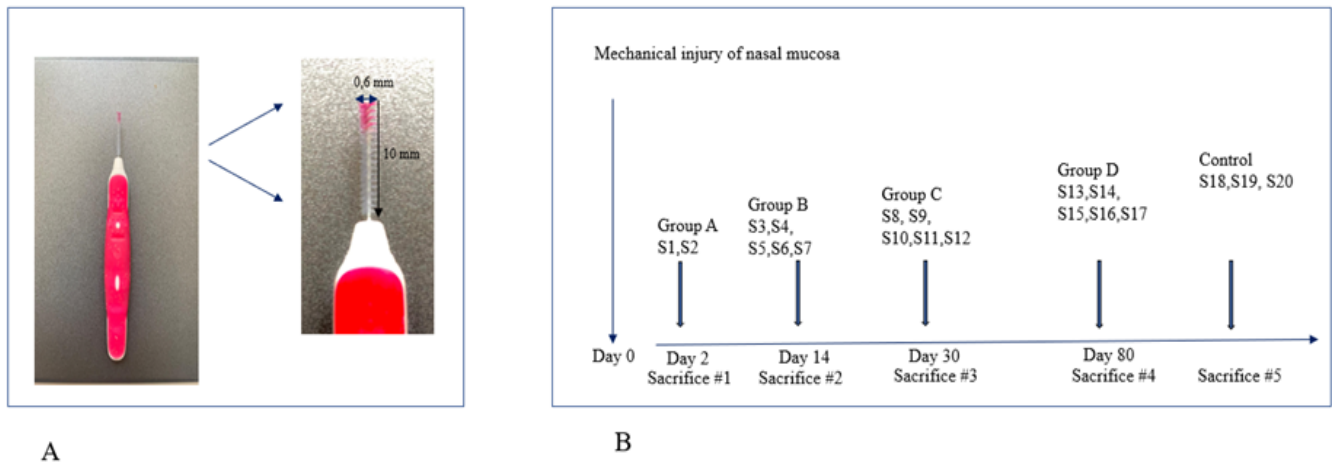 0,6 mm
10 mm
A
Mechanical injury of nasal mucosa
Group A
S1,S2
Group B
S3,S4,
S5,S6,S7
Group C
S8, S9,
S10,S11,S12
Group D
S13,S14,
S15,S16,S17
Control
S18,S19, S20
Day 0
Day 2
Sacrifice #1
Day 14
Sacrifice #2
Day 30
Sacrifice #3
Day 80
Sacrifice #4
Sacrifice #5
B